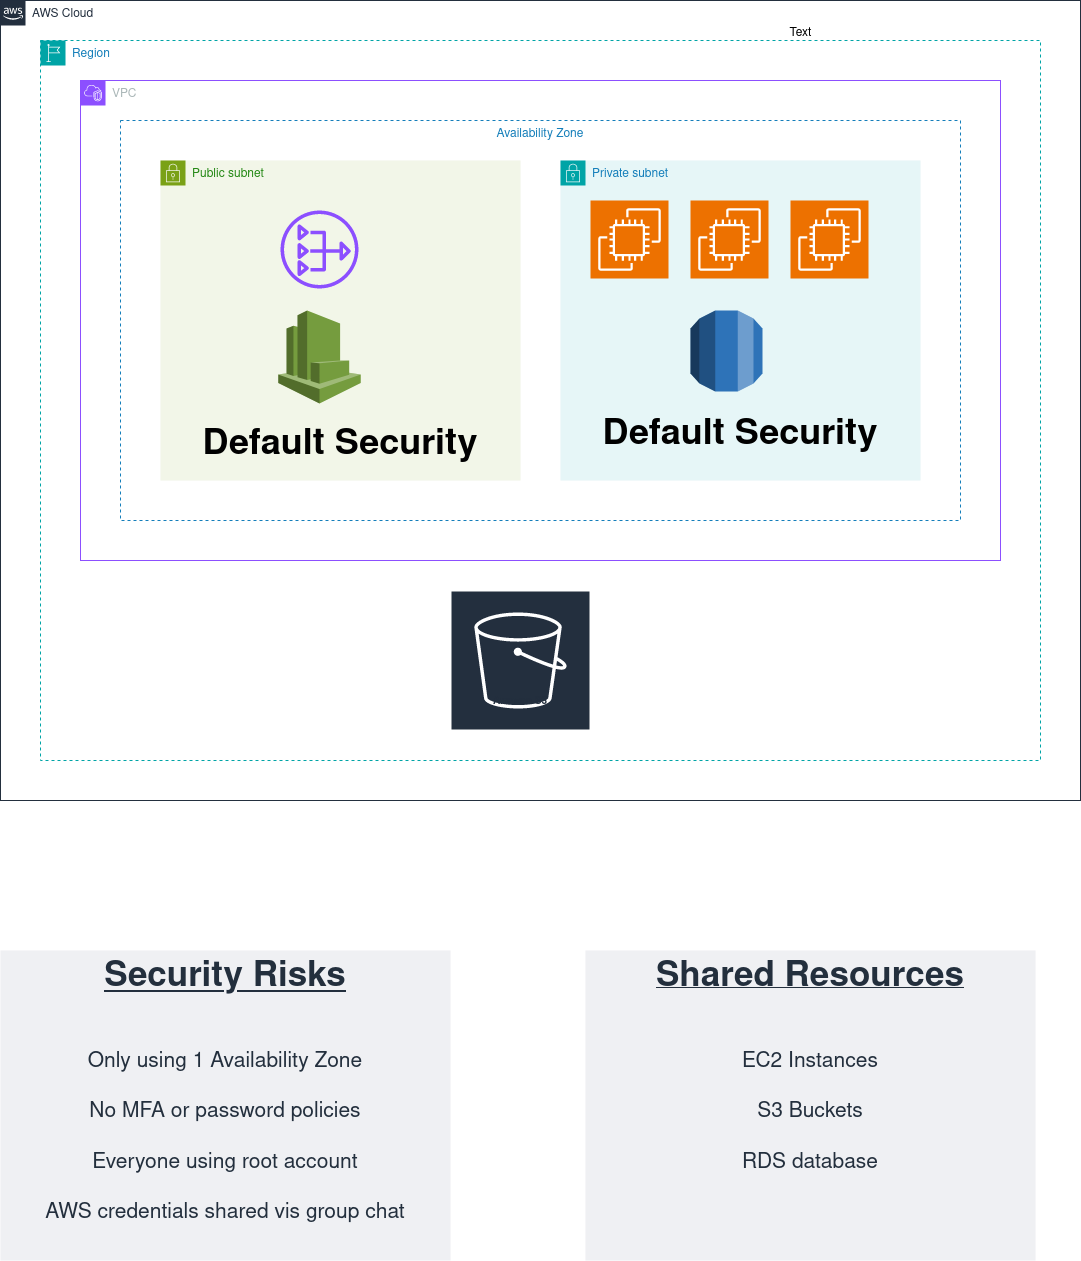 aws
AWS Cloud
Text
Region
VPC
Availability Zone
Public subnet
Private subnet
Default Security
Default Security
Security Risks
Only using 1 Availability Zone
No MFA or password policies
Everyone using root account
AWS credentials shared vis group chat
Shared Resources
EC2 Instances
S3 Buckets
RDS database